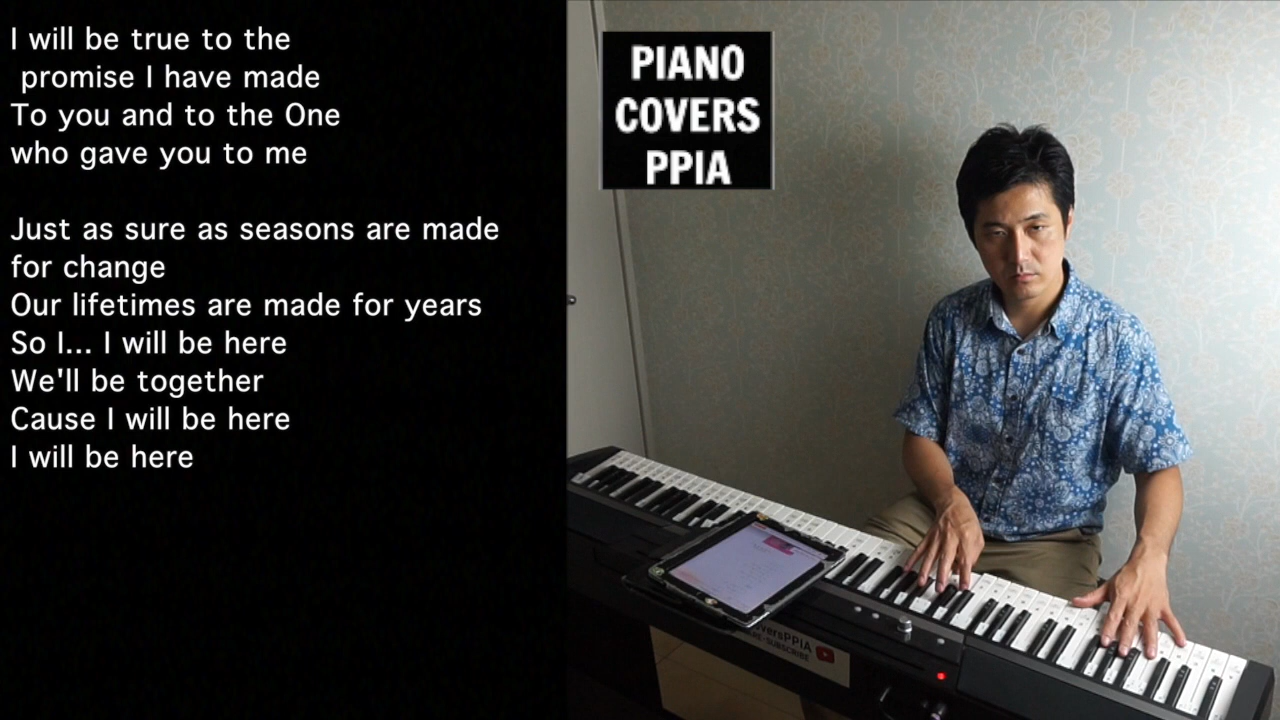 I will be true to the
promise I have made
To you and to the One
who gave you to me
Just as sure as seasons are made
for change
Our lifetimes are made for years
So I... I will be here
We'll be together
Cause I will be here
I will be here
PIANO
COVERS
PPIA
versPPIA
SUBSCRIBE